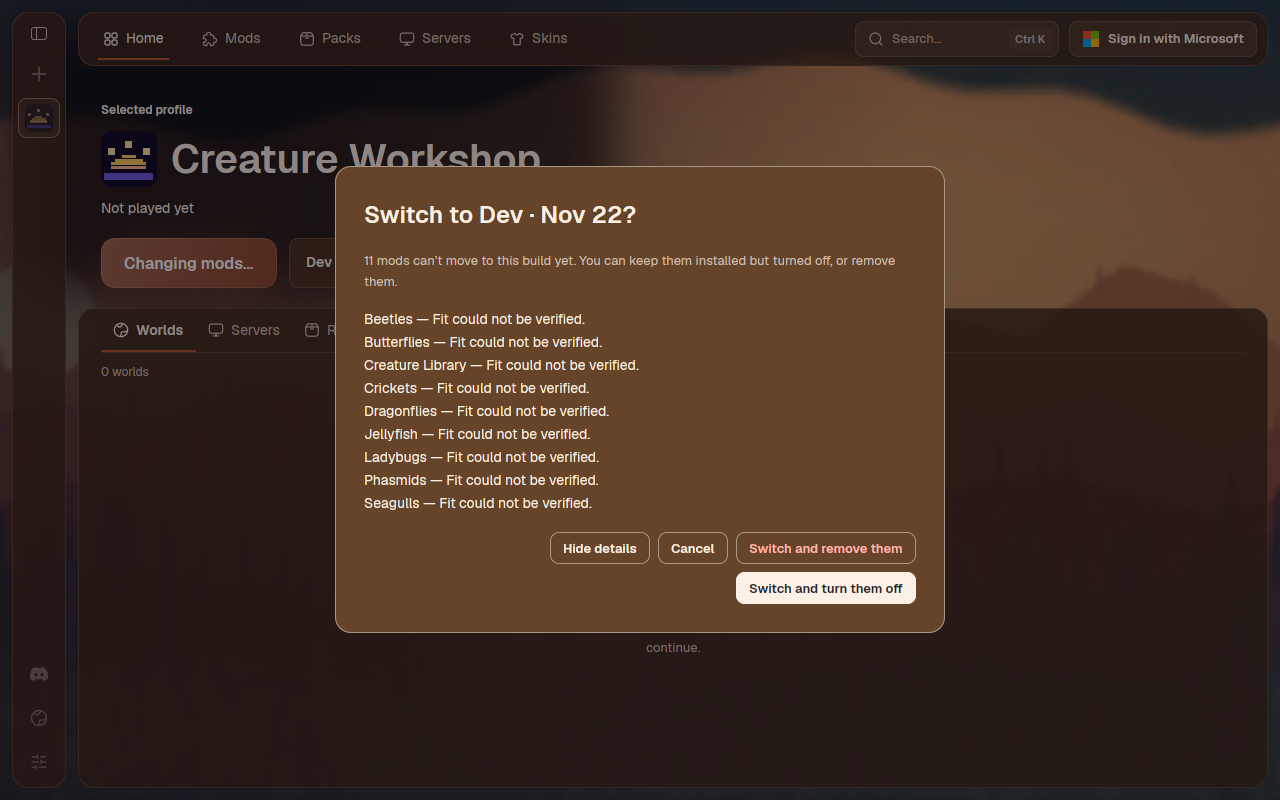 Home
Mods
Packs
Servers
Skins
Search...
Ctrl K
Sign in with Microsoft
Selected profile
Creature Workshop
Not played yet
Changing mods...
Dev
Switch to Dev · Nov 22?
11 mods can't move to this build yet. You can keep them installed but turned off, or remove
them.
Worlds
Servers
R
0 worlds
Beetles — Fit could not be verified.
Butterflies — Fit could not be verified.
Creature Library — Fit could not be verified.
Crickets — Fit could not be verified.
Dragonflies — Fit could not be verified.
Jellyfish — Fit could not be verified.
Ladybugs — Fit could not be verified.
Phasmids — Fit could not be verified.
Seagulls — Fit could not be verified.
Hide details
Cancel
Switch and remove them
Switch and turn them off
continue.